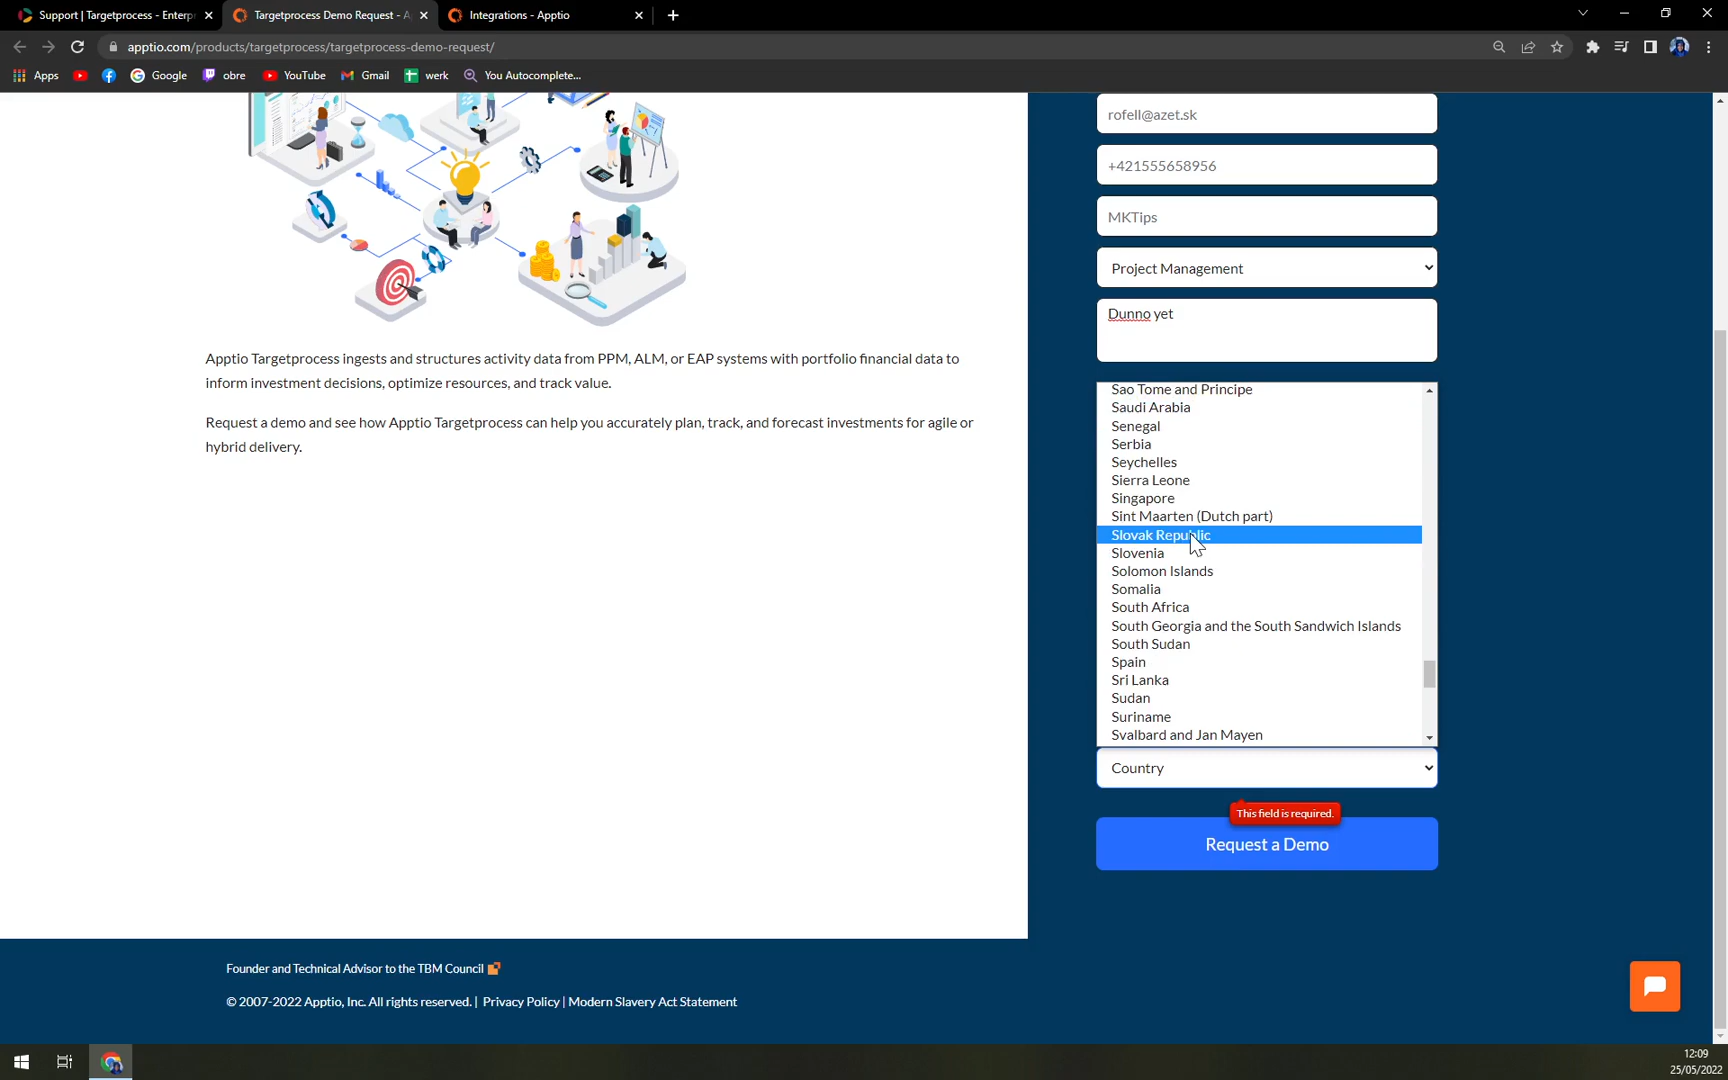 Support | Targetprocess - Enterp
Targetprocess Demo Request - A
Integrations - Apptio
apptio.com/products/targetprocess/targetprocess-demo-request/
Apps
Google
obre
YouTube
Gmail
werk
You Autocomplete...
rofell@azet.sk
+421555658956
MKTips
Project Management
Dunno yet
Apptio Targetprocess ingests and structures activity data from PPM, ALM, or EAP systems with portfolio financial data to
inform investment decisions, optimize resources, and track value.
Request a demo and see how Apptio Targetprocess can help you accurately plan, track, and forecast investments for agile or
hybrid delivery.
Sao Tome and Principe
Saudi Arabia
Senegal
Serbia
Seychelles
Sierra Leone
Singapore
Sint Maarten (Dutch part)
Slovak Republic
Slovenia
Solomon Islands
Somalia
South Africa
South Georgia and the South Sandwich Islands
South Sudan
Spain
Sri Lanka
Sudan
Suriname
Svalbard and Jan Mayen
Country
This field is required.
Request a Demo
Founder and Technical Advisor to the TBM Council
© 2007-2022 Apptio, Inc. All rights reserved. | Privacy Policy | Modern Slavery Act Statement
12:09
25/05/2022